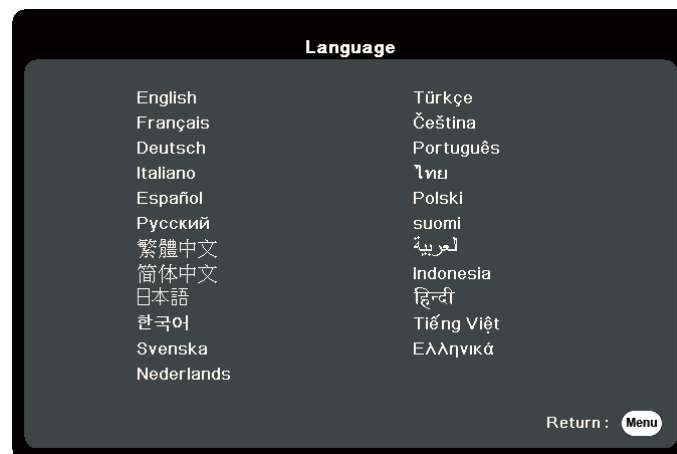 Language
English
Français
Deutsch
Italiano
Español
Русский
繁體中文
简体中文
日本語
한국어
Svenska
Nederlands
Türkçe
Čeština
Português
ไทย
Polski
suomi
العربية
Indonesia
हिन्दी
Tiếng Việt
Ελληνικά
Return : Menu